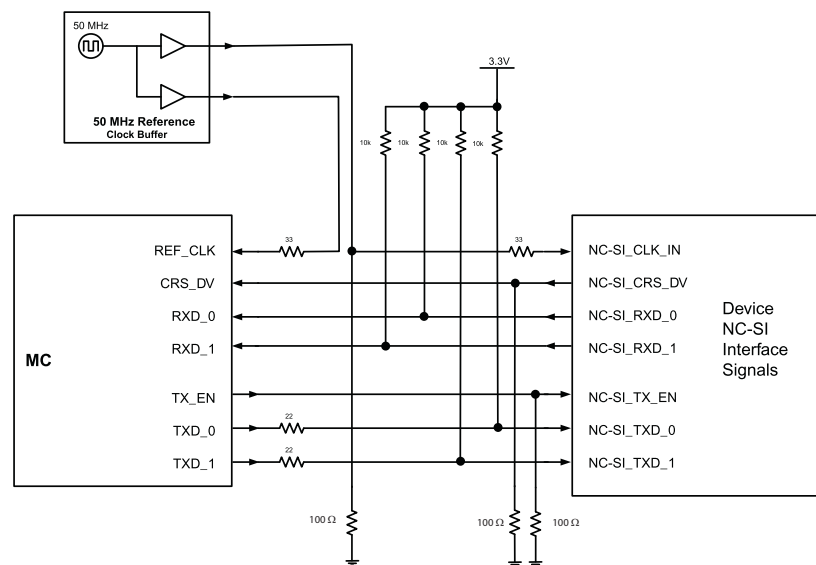 50 MHz
50 MHz Reference
Clock Buffer
3.3V
10k
10k
10k
10k
MC
REF_CLK
CRS_DV
RXD_0
RXD_1
TX_EN
TXD_0
TXD_1
33
33
22
22
NC-SI_CLK_IN
NC-SI_CRS_DV
NC-SI_RXD_0
NC-SI_RXD_1
NC-SI_TX_EN
NC-SI_TXD_0
NC-SI_TXD_1
Device
NC-SI
Interface
Signals
100 Ω
100 Ω
100 Ω